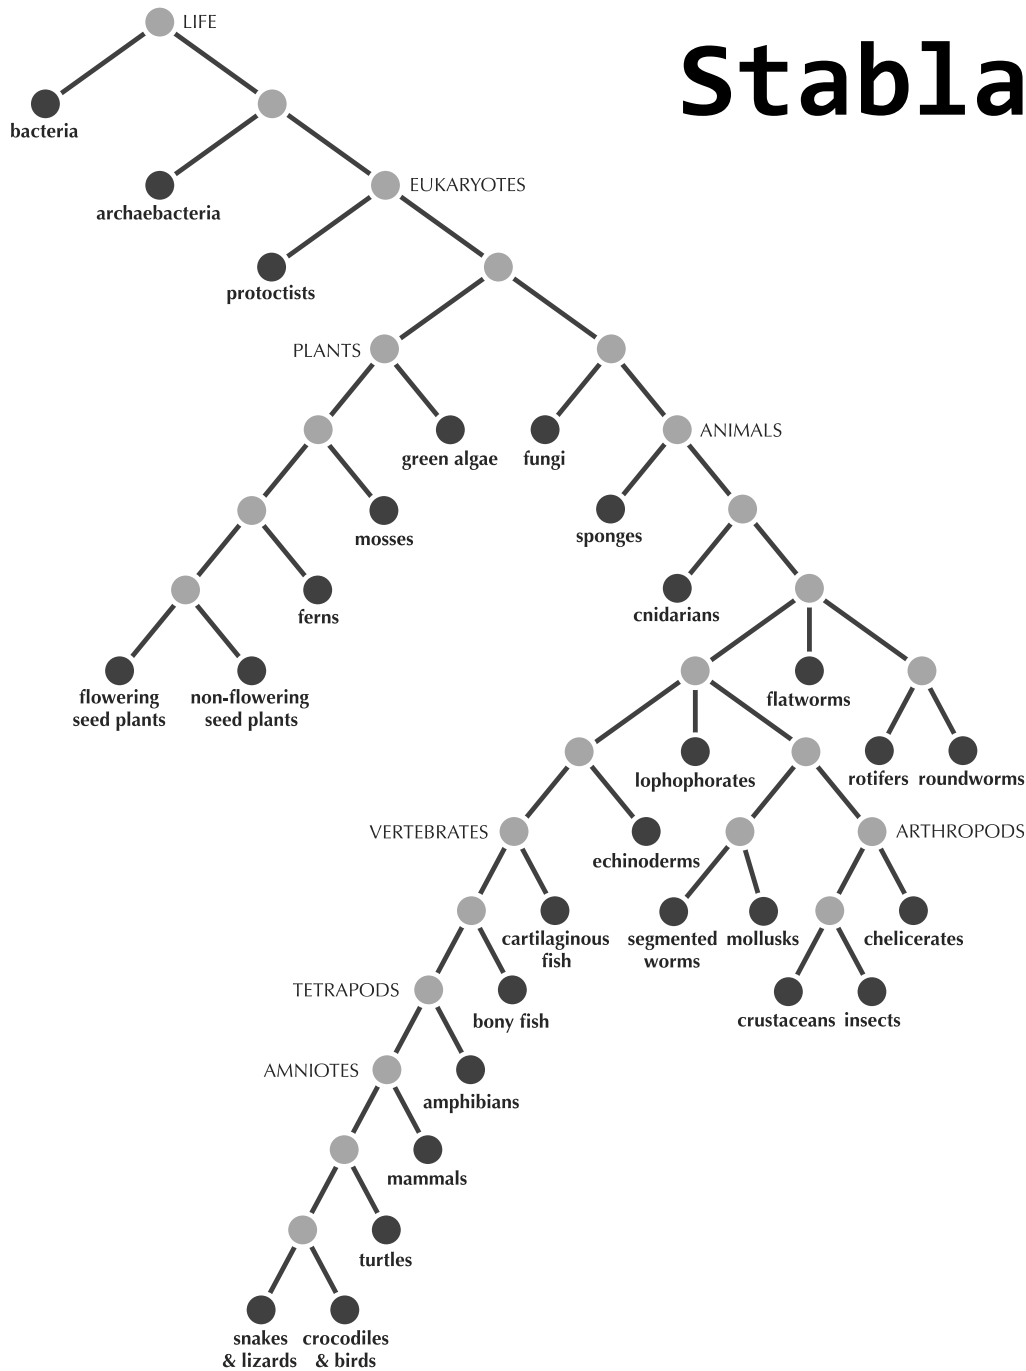 LIFE
Stabla
bacteria
EUKARYOTES
archaebacteria
protoctists
PLANTS
ANIMALS
green algae
fungi
mosses
sponges
ferns
cnidarians
flowering
seed plants
non-flowering
seed plants
flatworms
lophophorates
rotifers
roundworms
VERTEBRATES
ARTHROPODS
echinoderms
cartilaginous
fish
segmented
worms
mollusks
chelicerates
TETRAPODS
bony fish
crustaceans
insects
AMNIOTES
amphibians
mammals
turtles
snakes
& lizards
crocodiles
& birds